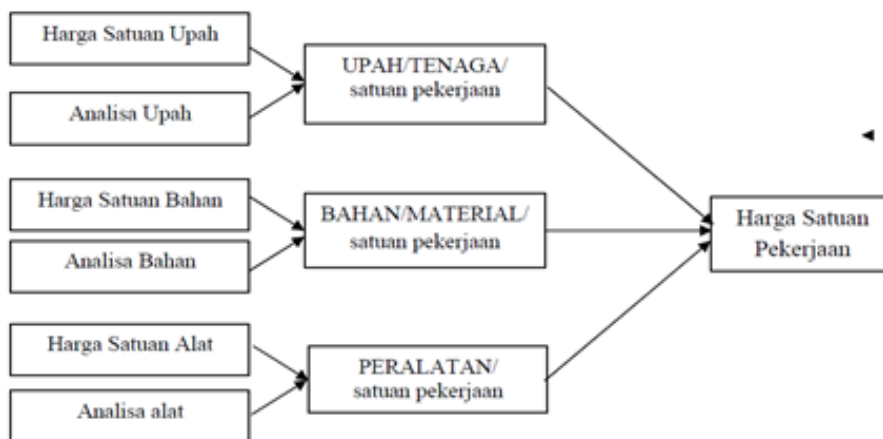 Harga Satuan Upah
Analisa Upah
UPAH/TENAGA/
satuan pekerjaan
Harga Satuan Bahan
Analisa Bahan
BAHAN/MATERIAL/
satuan pekerjaan
Harga Satuan Alat
Analisa alat
PERALATAN/
satuan pekerjaan
Harga Satuan
Pekerjaan